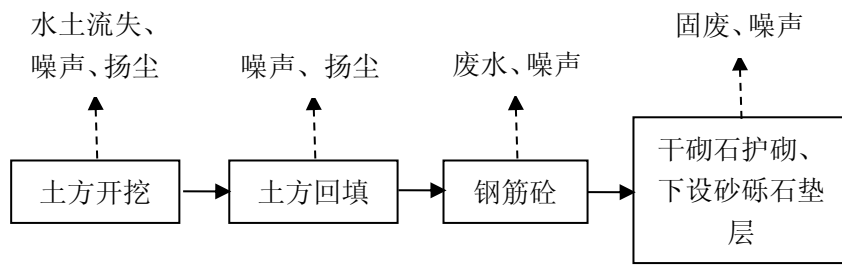 水土流失、
噪声、扬尘
噪声、扬尘
废水、噪声
固废、噪声
土方开挖
土方回填
钢筋砼
干砌石护砌、
下设砂砾石垫
层